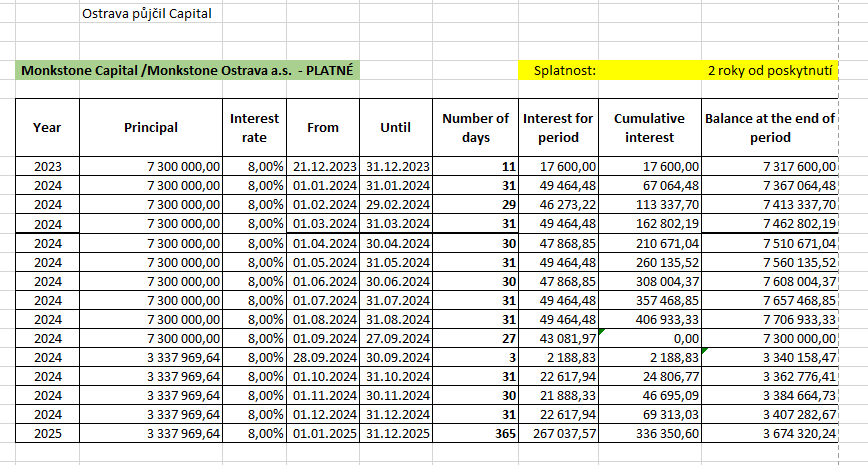 Ostrava půjčil Capital
Monkstone Capital /Monkstone Ostrava a.s.  - PLATNÉ Splatnost: 2 roky od poskytnutí
Year Principal Interest rate From Until Number of days Interest for period Cumulative interest Balance at the end of period
2023 7 300 000,00 8,00% 21.12.2023 31.12.2023 11 17 600,00 17 600,00 7 317 600,00
2024 7 300 000,00 8,00% 01.01.2024 31.01.2024 31 49 464,48 67 064,48 7 367 064,48
2024 7 300 000,00 8,00% 01.02.2024 29.02.2024 29 46 273,22 113 337,70 7 413 337,70
2024 7 300 000,00 8,00% 01.03.2024 31.03.2024 31 49 464,48 162 802,19 7 462 802,19
2024 7 300 000,00 8,00% 01.04.2024 30.04.2024 30 47 868,85 210 671,04 7 510 671,04
2024 7 300 000,00 8,00% 01.05.2024 31.05.2024 31 49 464,48 260 135,52 7 560 135,52
2024 7 300 000,00 8,00% 01.06.2024 30.06.2024 30 47 868,85 308 004,37 7 608 004,37
2024 7 300 000,00 8,00% 01.07.2024 31.07.2024 31 49 464,48 357 468,85 7 657 468,85
2024 7 300 000,00 8,00% 01.08.2024 31.08.2024 31 49 464,48 406 933,33 7 706 933,33
2024 7 300 000,00 8,00% 01.09.2024 27.09.2024 27 43 081,97 0,00 7 300 000,00
2024 3 337 969,64 8,00% 28.09.2024 30.09.2024 3 2 188,83 2 188,83 3 340 158,47
2024 3 337 969,64 8,00% 01.10.2024 31.10.2024 31 22 617,94 24 806,77 3 362 776,41
2024 3 337 969,64 8,00% 01.11.2024 30.11.2024 30 21 888,33 46 695,09 3 384 664,73
2024 3 337 969,64 8,00% 01.12.2024 31.12.2024 31 22 617,94 69 313,03 3 407 282,67
2025 3 337 969,64 8,00% 01.01.2025 31.12.2025 365 267 037,57 336 350,60 3 674 320,24